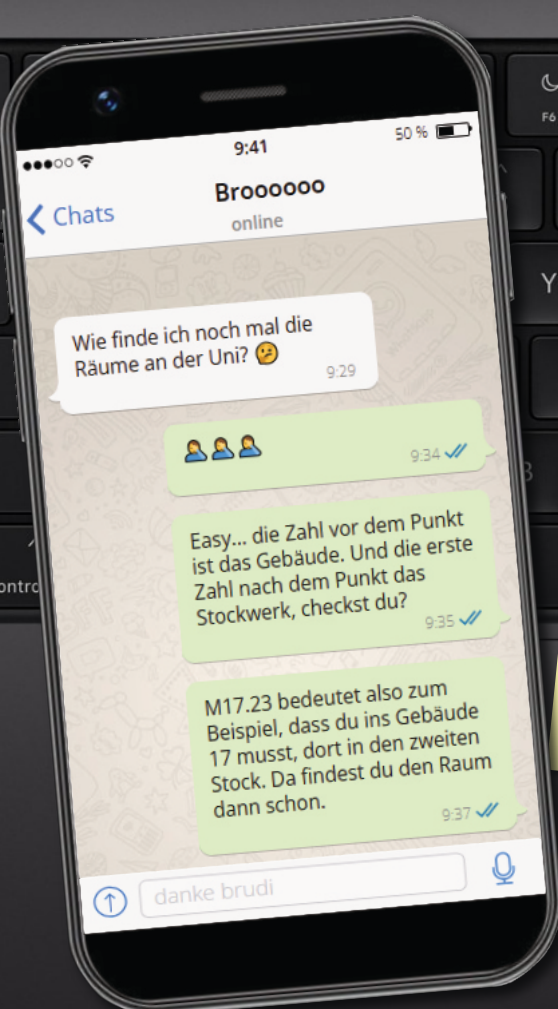 9:41
50 %
Broooooo
Chats
online
Wie finde ich noch mal die
Räume an der Uni? 🤔
9:29
🤦🤦🤦
9:34
Easy... die Zahl vor dem Punkt
ist das Gebäude. Und die erste
Zahl nach dem Punkt das
Stockwerk, checkst du?
9:35
M17.23 bedeutet also zum
Beispiel, dass du ins Gebäude
17 musst, dort in den zweiten
Stock. Da findest du den Raum
dann schon.
9:37
danke brudi
F6
Y
ontro